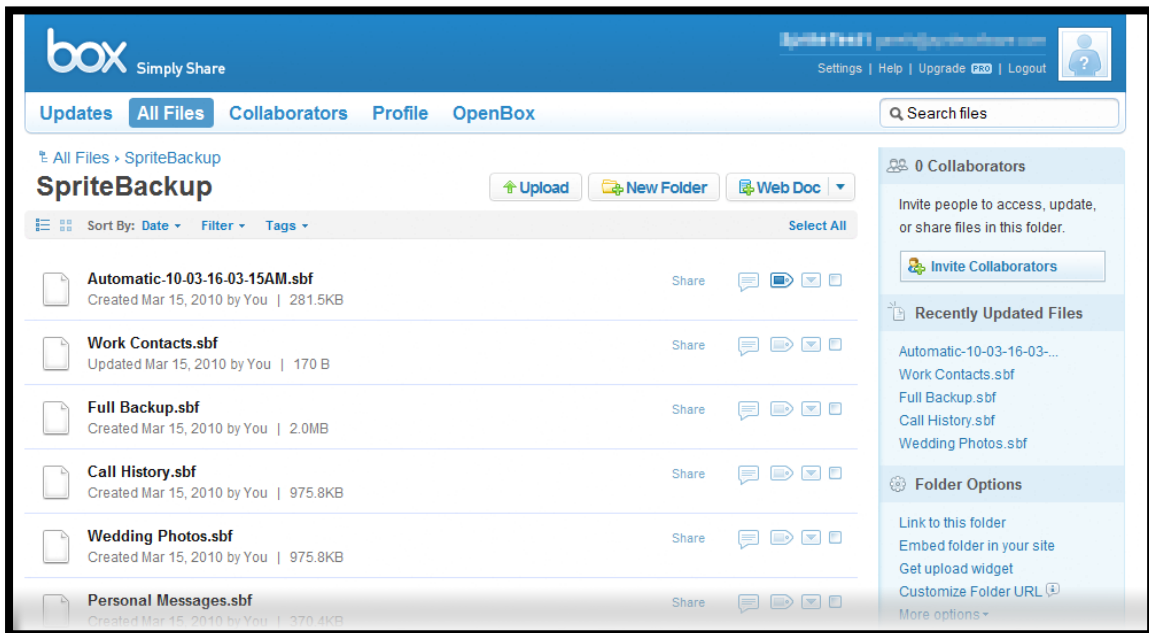 box Simply Share
Settings | Help | Upgrade PRO | Logout
Updates All Files Collaborators Profile OpenBox
Search files
All Files › SpriteBackup
SpriteBackup
Upload New Folder Web Doc
Sort By: Date Filter Tags Select All
Automatic-10-03-16-03-15AM.sbf
Created Mar 15, 2010 by You | 281.5KB
Share
Work Contacts.sbf
Updated Mar 15, 2010 by You | 170 B
Share
Full Backup.sbf
Created Mar 15, 2010 by You | 2.0MB
Share
Call History.sbf
Created Mar 15, 2010 by You | 975.8KB
Share
Wedding Photos.sbf
Created Mar 15, 2010 by You | 975.8KB
Share
Personal Messages.sbf
Created Mar 15, 2010 by You | 370.4KB
Share
0 Collaborators
Invite people to access, update,
or share files in this folder.
Invite Collaborators
Recently Updated Files
Automatic-10-03-16-03-...
Work Contacts.sbf
Full Backup.sbf
Call History.sbf
Wedding Photos.sbf
Folder Options
Link to this folder
Embed folder in your site
Get upload widget
Customize Folder URL
More options